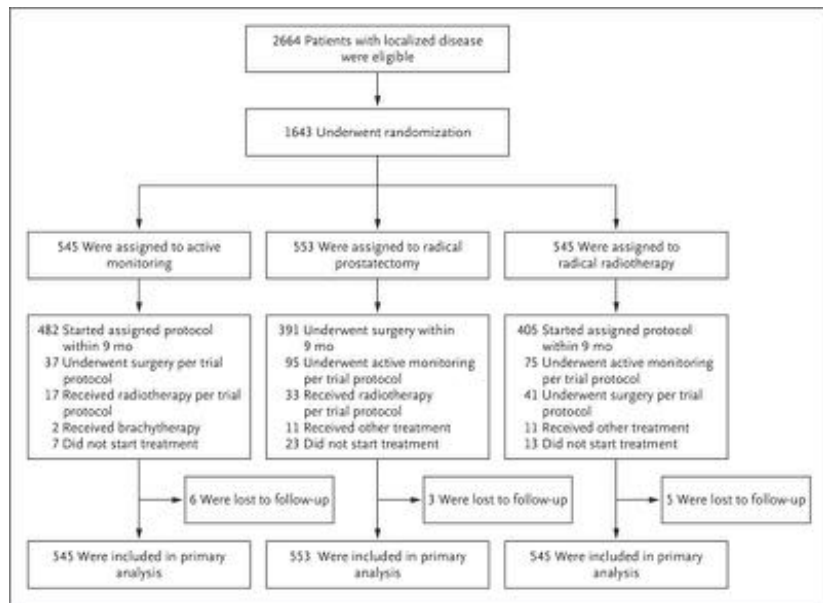 2664 Patients with localized disease
were eligible
1643 Underwent randomization
545 Were assigned to active
monitoring
553 Were assigned to radical
prostatectomy
545 Were assigned to
radical radiotherapy
482 Started assigned protocol
within 9 mo
37 Underwent surgery per trial
protocol
17 Received radiotherapy per trial
protocol
2 Received brachytherapy
7 Did not start treatment
391 Underwent surgery within
9 mo
95 Underwent active monitoring
per trial protocol
33 Received radiotherapy
per trial protocol
11 Received other treatment
23 Did not start treatment
405 Started assigned protocol
within 9 mo
75 Underwent active monitoring
per trial protocol
41 Underwent surgery per trial
protocol
11 Received other treatment
13 Did not start treatment
6 Were lost to follow-up
3 Were lost to follow-up
5 Were lost to follow-up
545 Were included in primary
analysis
553 Were included in primary
analysis
545 Were included in primary
analysis